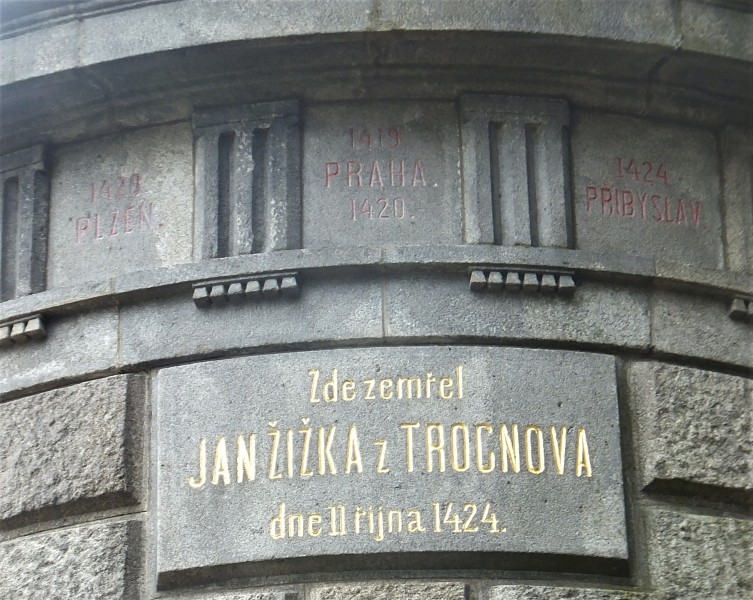 1420
PLZEŇ.
1419
PRAHA.
1420.
1424
PŘIBYSLAV
Zde zemřel
JAN ŽIŽKA z TROCNOVA
dne 11 října 1424.